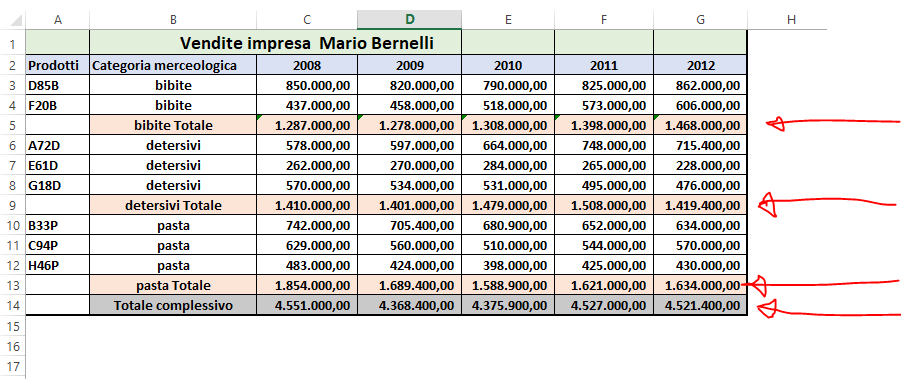 A B C D E F G H
1 Vendite impresa Mario Bernelli
2 Prodotti Categoria merceologica 2008 2009 2010 2011 2012
3 D85B bibite 850.000,00 820.000,00 790.000,00 825.000,00 862.000,00
4 F20B bibite 437.000,00 458.000,00 518.000,00 573.000,00 606.000,00
5 bibite Totale 1.287.000,00 1.278.000,00 1.308.000,00 1.398.000,00 1.468.000,00
6 A72D detersivi 578.000,00 597.000,00 664.000,00 748.000,00 715.400,00
7 E61D detersivi 262.000,00 270.000,00 284.000,00 265.000,00 228.000,00
8 G18D detersivi 570.000,00 534.000,00 531.000,00 495.000,00 476.000,00
9 detersivi Totale 1.410.000,00 1.401.000,00 1.479.000,00 1.508.000,00 1.419.400,00
10 B33P pasta 742.000,00 705.400,00 680.900,00 652.000,00 634.000,00
11 C94P pasta 629.000,00 560.000,00 510.000,00 544.000,00 570.000,00
12 H46P pasta 483.000,00 424.000,00 398.000,00 425.000,00 430.000,00
13 pasta Totale 1.854.000,00 1.689.400,00 1.588.900,00 1.621.000,00 1.634.000,00
14 Totale complessivo 4.551.000,00 4.368.400,00 4.375.900,00 4.527.000,00 4.521.400,00
15
16
17